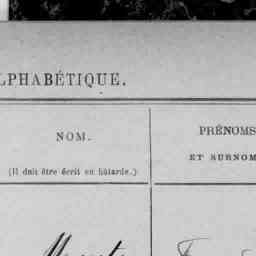 LPHABÉTIQUE.
NOM.
(Il doit être écrit en bâtarde.)
PRÉNOMS
ET SURNOM